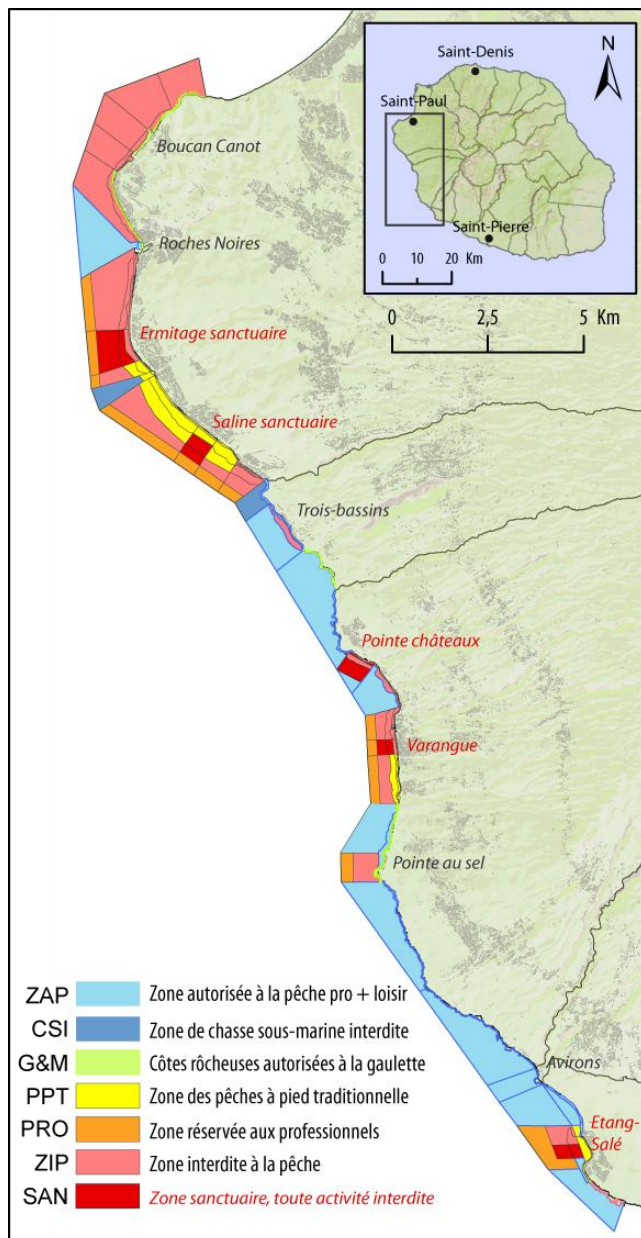 Saint-Denis
N
Saint-Paul
Saint-Pierre
0 10 20 Km
0 2,5 5 Km
Boucan Canot
Roches Noires
Ermitage sanctuaire
Saline sanctuaire
Trois-bassins
Pointe châteaux
Varangue
Pointe au sel
Avirons
Etang-
Salé
ZAP Zone autorisée à la pêche pro + loisir
CSI Zone de chasse sous-marine interdite
G&M Côtes rôcheuses autorisées à la gaulette
PPT Zone des pêches à pied traditionnelle
PRO Zone réservée aux professionnels
ZIP Zone interdite à la pêche
SAN Zone sanctuaire, toute activité interdite